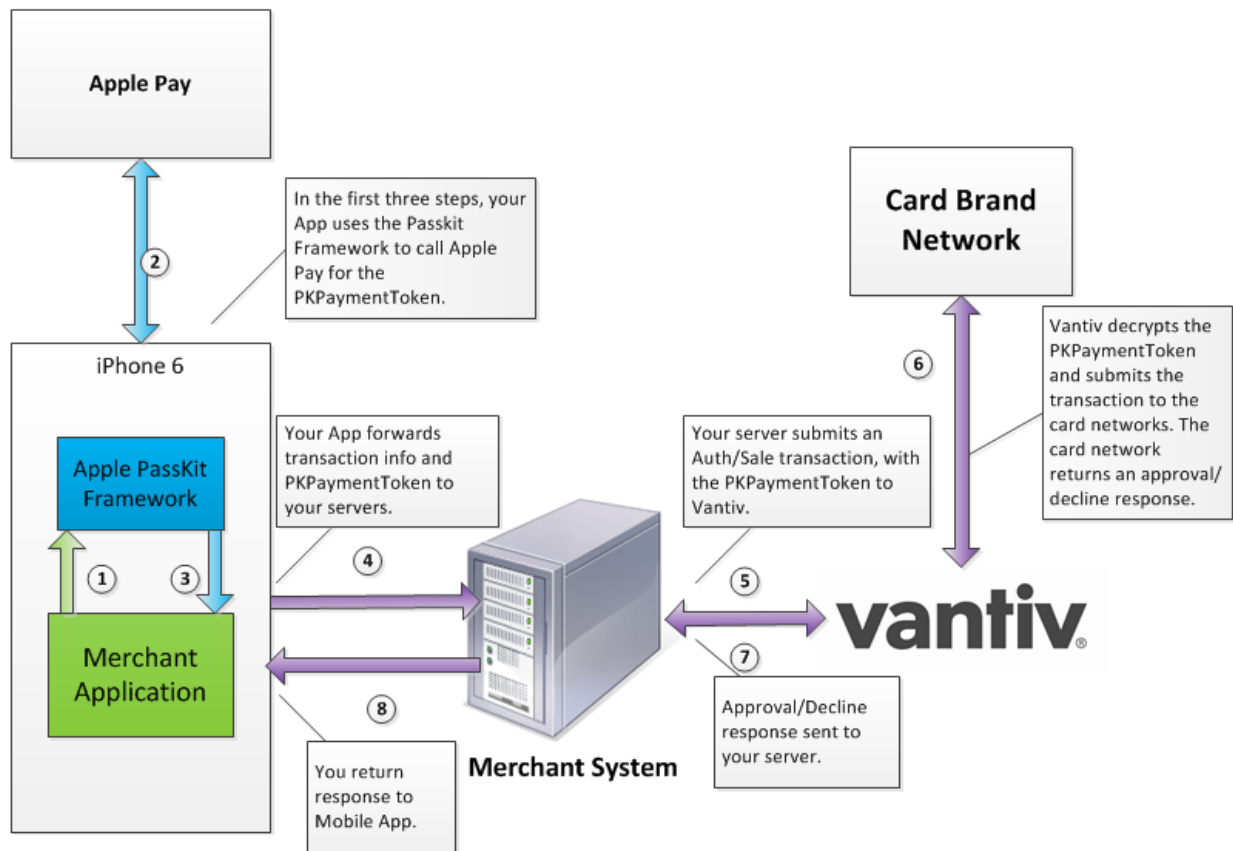 Apple Pay
2
In the first three steps, your
App uses the Passkit
Framework to call Apple
Pay for the
PKPaymentToken.
Card Brand
Network
iPhone 6
Apple PassKit
Framework
1
3
Merchant
Application
Your App forwards
transaction info and
PKPaymentToken to
your servers.
4
8
You return
response to
Mobile App.
Merchant System
Your server submits an
Auth/Sale transaction, with
the PKPaymentToken to
Vantiv.
5
7
Approval/Decline
response sent to
your server.
6
Vantiv decrypts the
PKPaymentToken
and submits the
transaction to the
card networks. The
card network
returns an approval/
decline response.
vantiv®